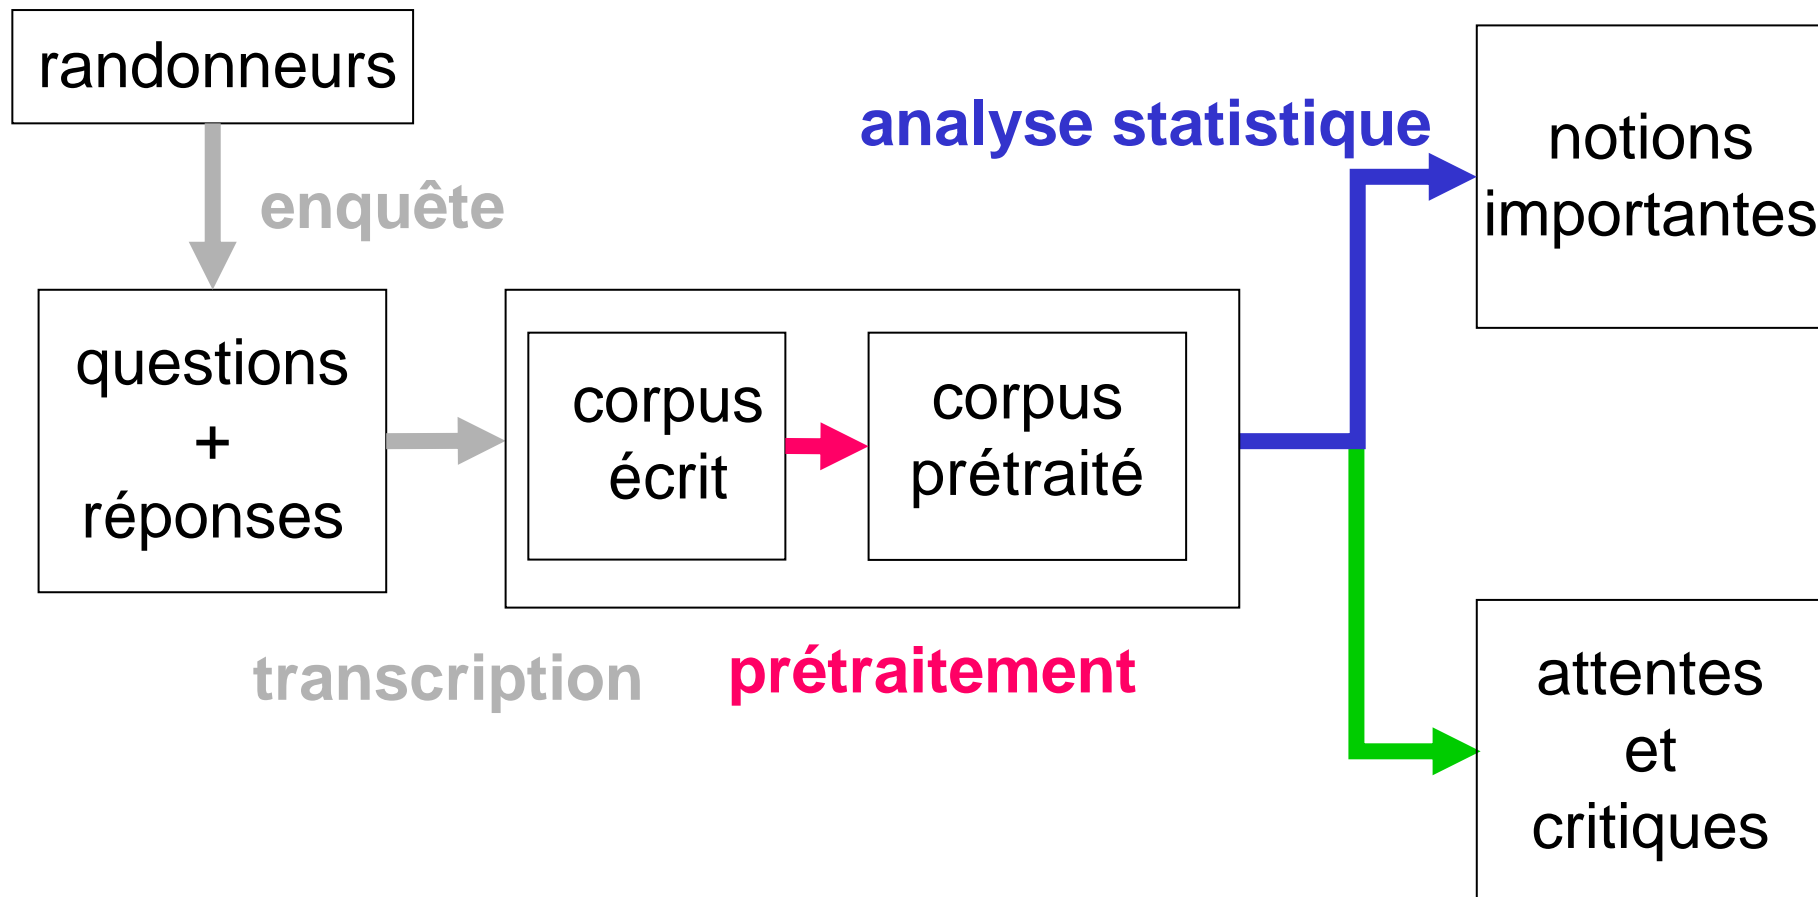 randonneurs
enquête
questions
+
réponses
transcription
corpus
écrit
prétraitement
corpus
prétraité
analyse statistique
notions
importantes
attentes
et
critiques